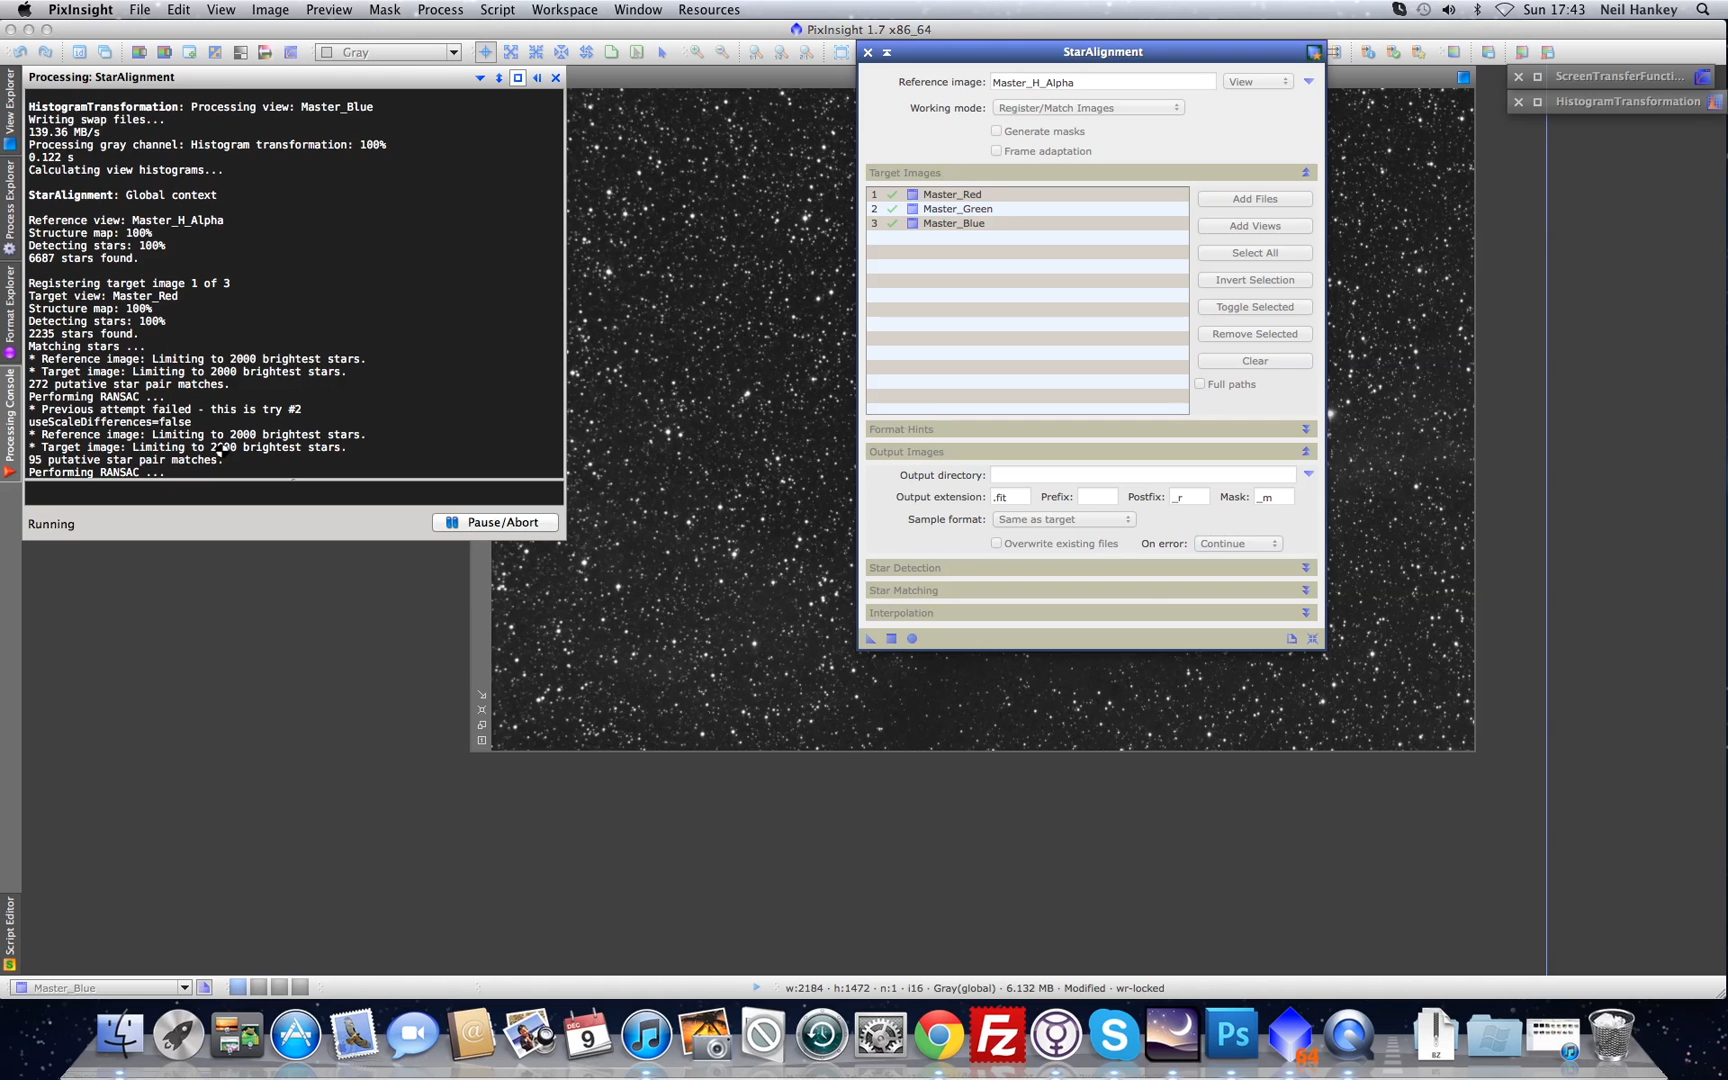 PixInsight File Edit View Image Preview Mask Process Script Workspace Window Resources Sun 17:43 Neil Hankey
PixInsight 1.7 x86_64
Gray
Processing: StarAlignment
HistogramTransformation: Processing view: Master_Blue
Writing swap files...
139.36 MB/s
Processing gray channel: Histogram transformation: 100%
0.122 s
Calculating view histograms...
StarAlignment: Global context
Reference view: Master_H_Alpha
Structure map: 100%
Detecting stars: 100%
6687 stars found.
Registering target image 1 of 3
Target view: Master_Red
Structure map: 100%
Detecting stars: 100%
2235 stars found.
Matching stars ...
* Reference image: Limiting to 2000 brightest stars.
* Target image: Limiting to 2000 brightest stars.
272 putative star pair matches.
Performing RANSAC ...
* Previous attempt failed - this is try #2
useScaleDifferences=false
* Reference image: Limiting to 2000 brightest stars.
* Target image: Limiting to 2000 brightest stars.
95 putative star pair matches.
Performing RANSAC ...
Running
Pause/Abort
View Explorer
Process Explorer
Format Explorer
Processing Console
Script Editor
StarAlignment
Reference image: Master_H_Alpha View
Working mode: Register/Match Images
Generate masks
Frame adaptation
Target Images
1 Master_Red
2 Master_Green
3 Master_Blue
Add Files
Add Views
Select All
Invert Selection
Toggle Selected
Remove Selected
Clear
Full paths
Format Hints
Output Images
Output directory:
Output extension: .fit Prefix: Postfix: _r Mask: _m
Sample format: Same as target
Overwrite existing files On error: Continue
Star Detection
Star Matching
Interpolation
ScreenTransferFuncti...
HistogramTransformation
Master_Blue
w:2184 · h:1472 · n:1 · i16 · Gray(global) · 6.132 MB · Modified · wr-locked
DEC
9
Fz
Ps
64
BZ